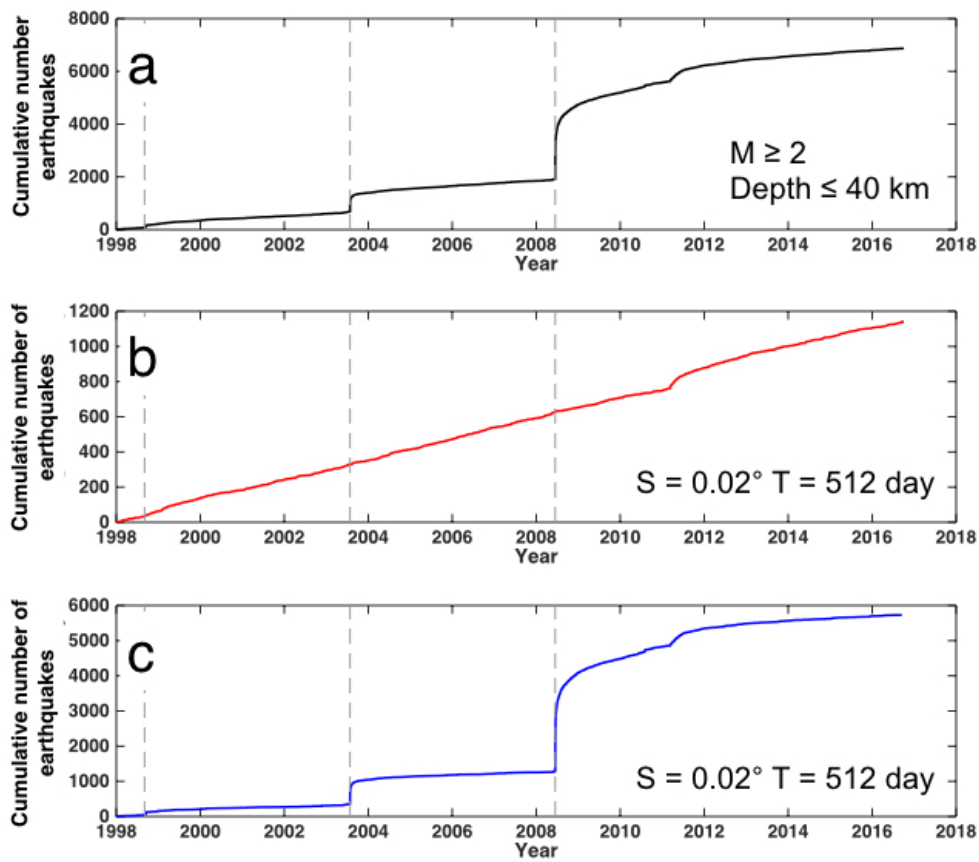 8000
6000
4000
2000
0
Cumulative number
earthquakes
a
M ≥ 2
Depth ≤ 40 km
1998 2000 2002 2004 2006 2008 2010 2012 2014 2016 2018
Year
1200
1000
800
600
400
200
0
Cumulative number of
earthquakes
b
S = 0.02° T = 512 day
1998 2000 2002 2004 2006 2008 2010 2012 2014 2016 2018
Year
6000
5000
4000
3000
2000
1000
0
Cumulative number of
earthquakes
c
S = 0.02° T = 512 day
1998 2000 2002 2004 2006 2008 2010 2012 2014 2016 2018
Year